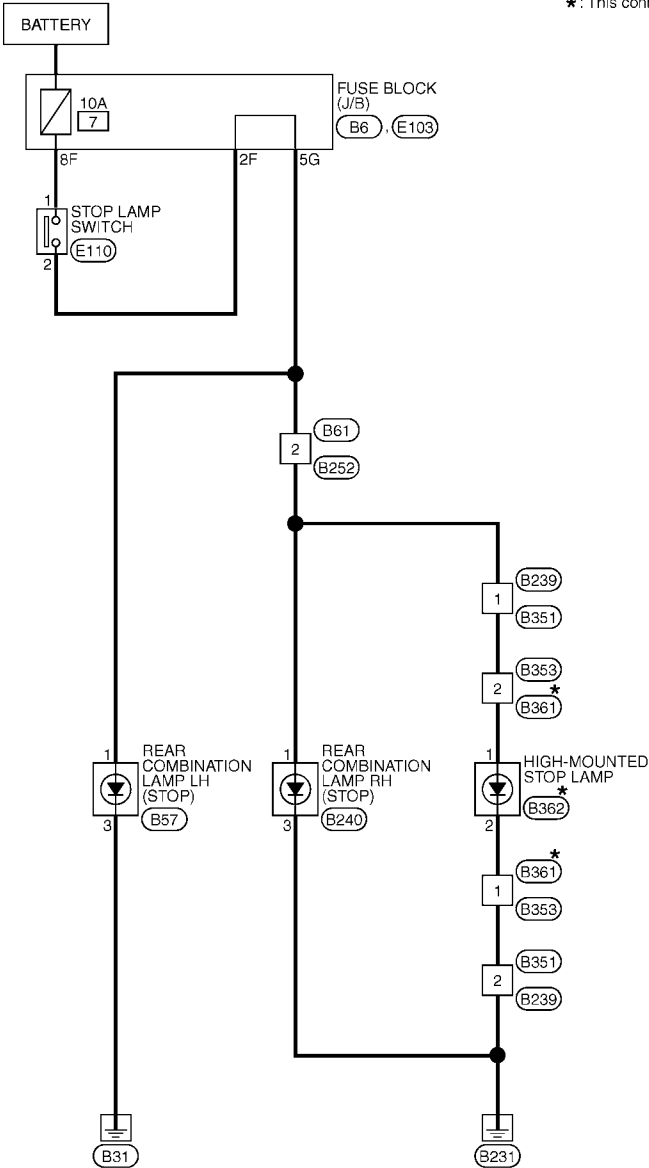 * : This con
BATTERY
10A
7
FUSE BLOCK
(J/B)
B6 , E103
8F
2F
5G
1
STOP LAMP
SWITCH
E110
2
B61
2
B252
B239
1
B351
B353
2
*
B361
1
REAR
COMBINATION
LAMP LH
(STOP)
B57
3
1
REAR
COMBINATION
LAMP RH
(STOP)
B240
3
1
HIGH-MOUNTED
STOP LAMP
*
B362
2
*
B361
1
B353
B351
2
B239
B31
B231